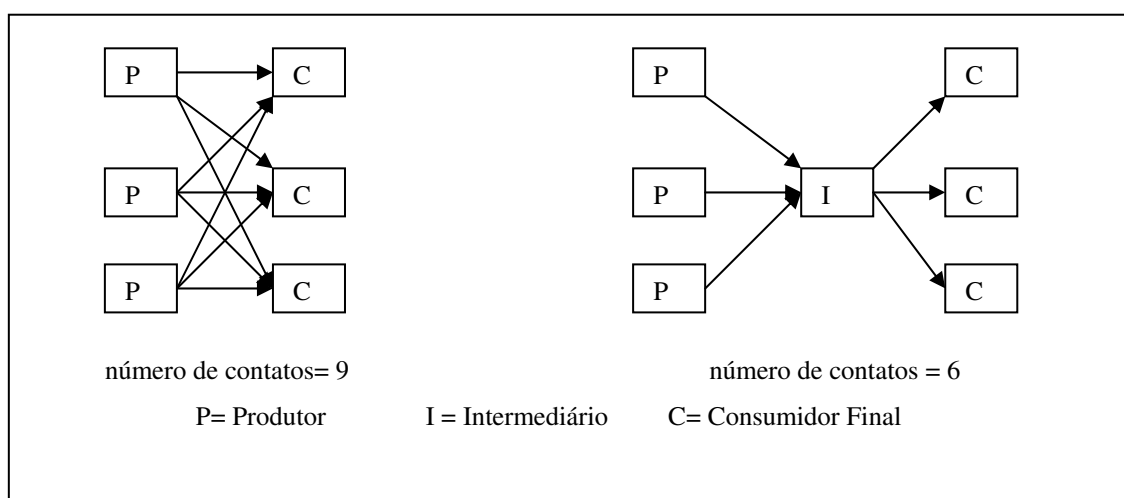 P C P C
P C P I C
P C P C
número de contatos= 9 número de contatos = 6
P= Produtor I = Intermediário C= Consumidor Final